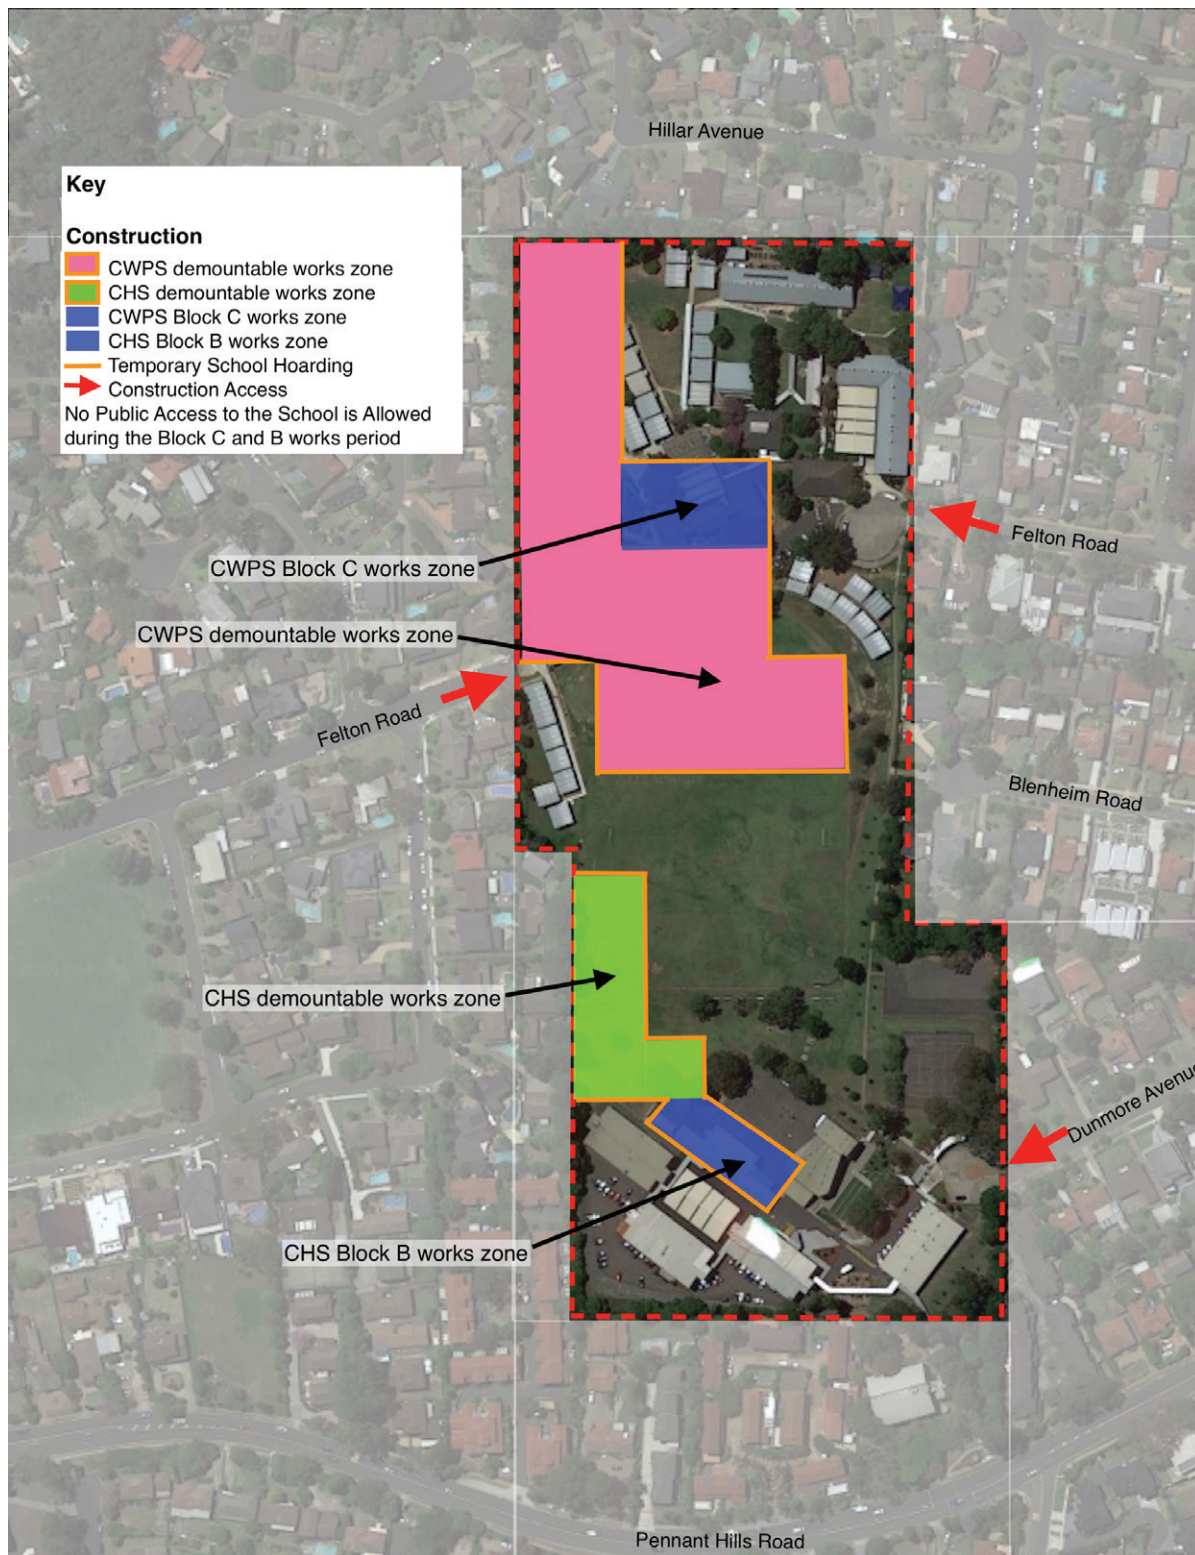 Hillar Avenue
Key
Construction
CWPS demountable works zone
CHS demountable works zone
CWPS Block C works zone
CHS Block B works zone
Temporary School Hoarding
Construction Access
No Public Access to the School is Allowed
during the Block C and B works period
Felton Road
CWPS Block C works zone
CWPS demountable works zone
Felton Road
Blenheim Road
CHS demountable works zone
Dunmore Avenue
CHS Block B works zone
Pennant Hills Road